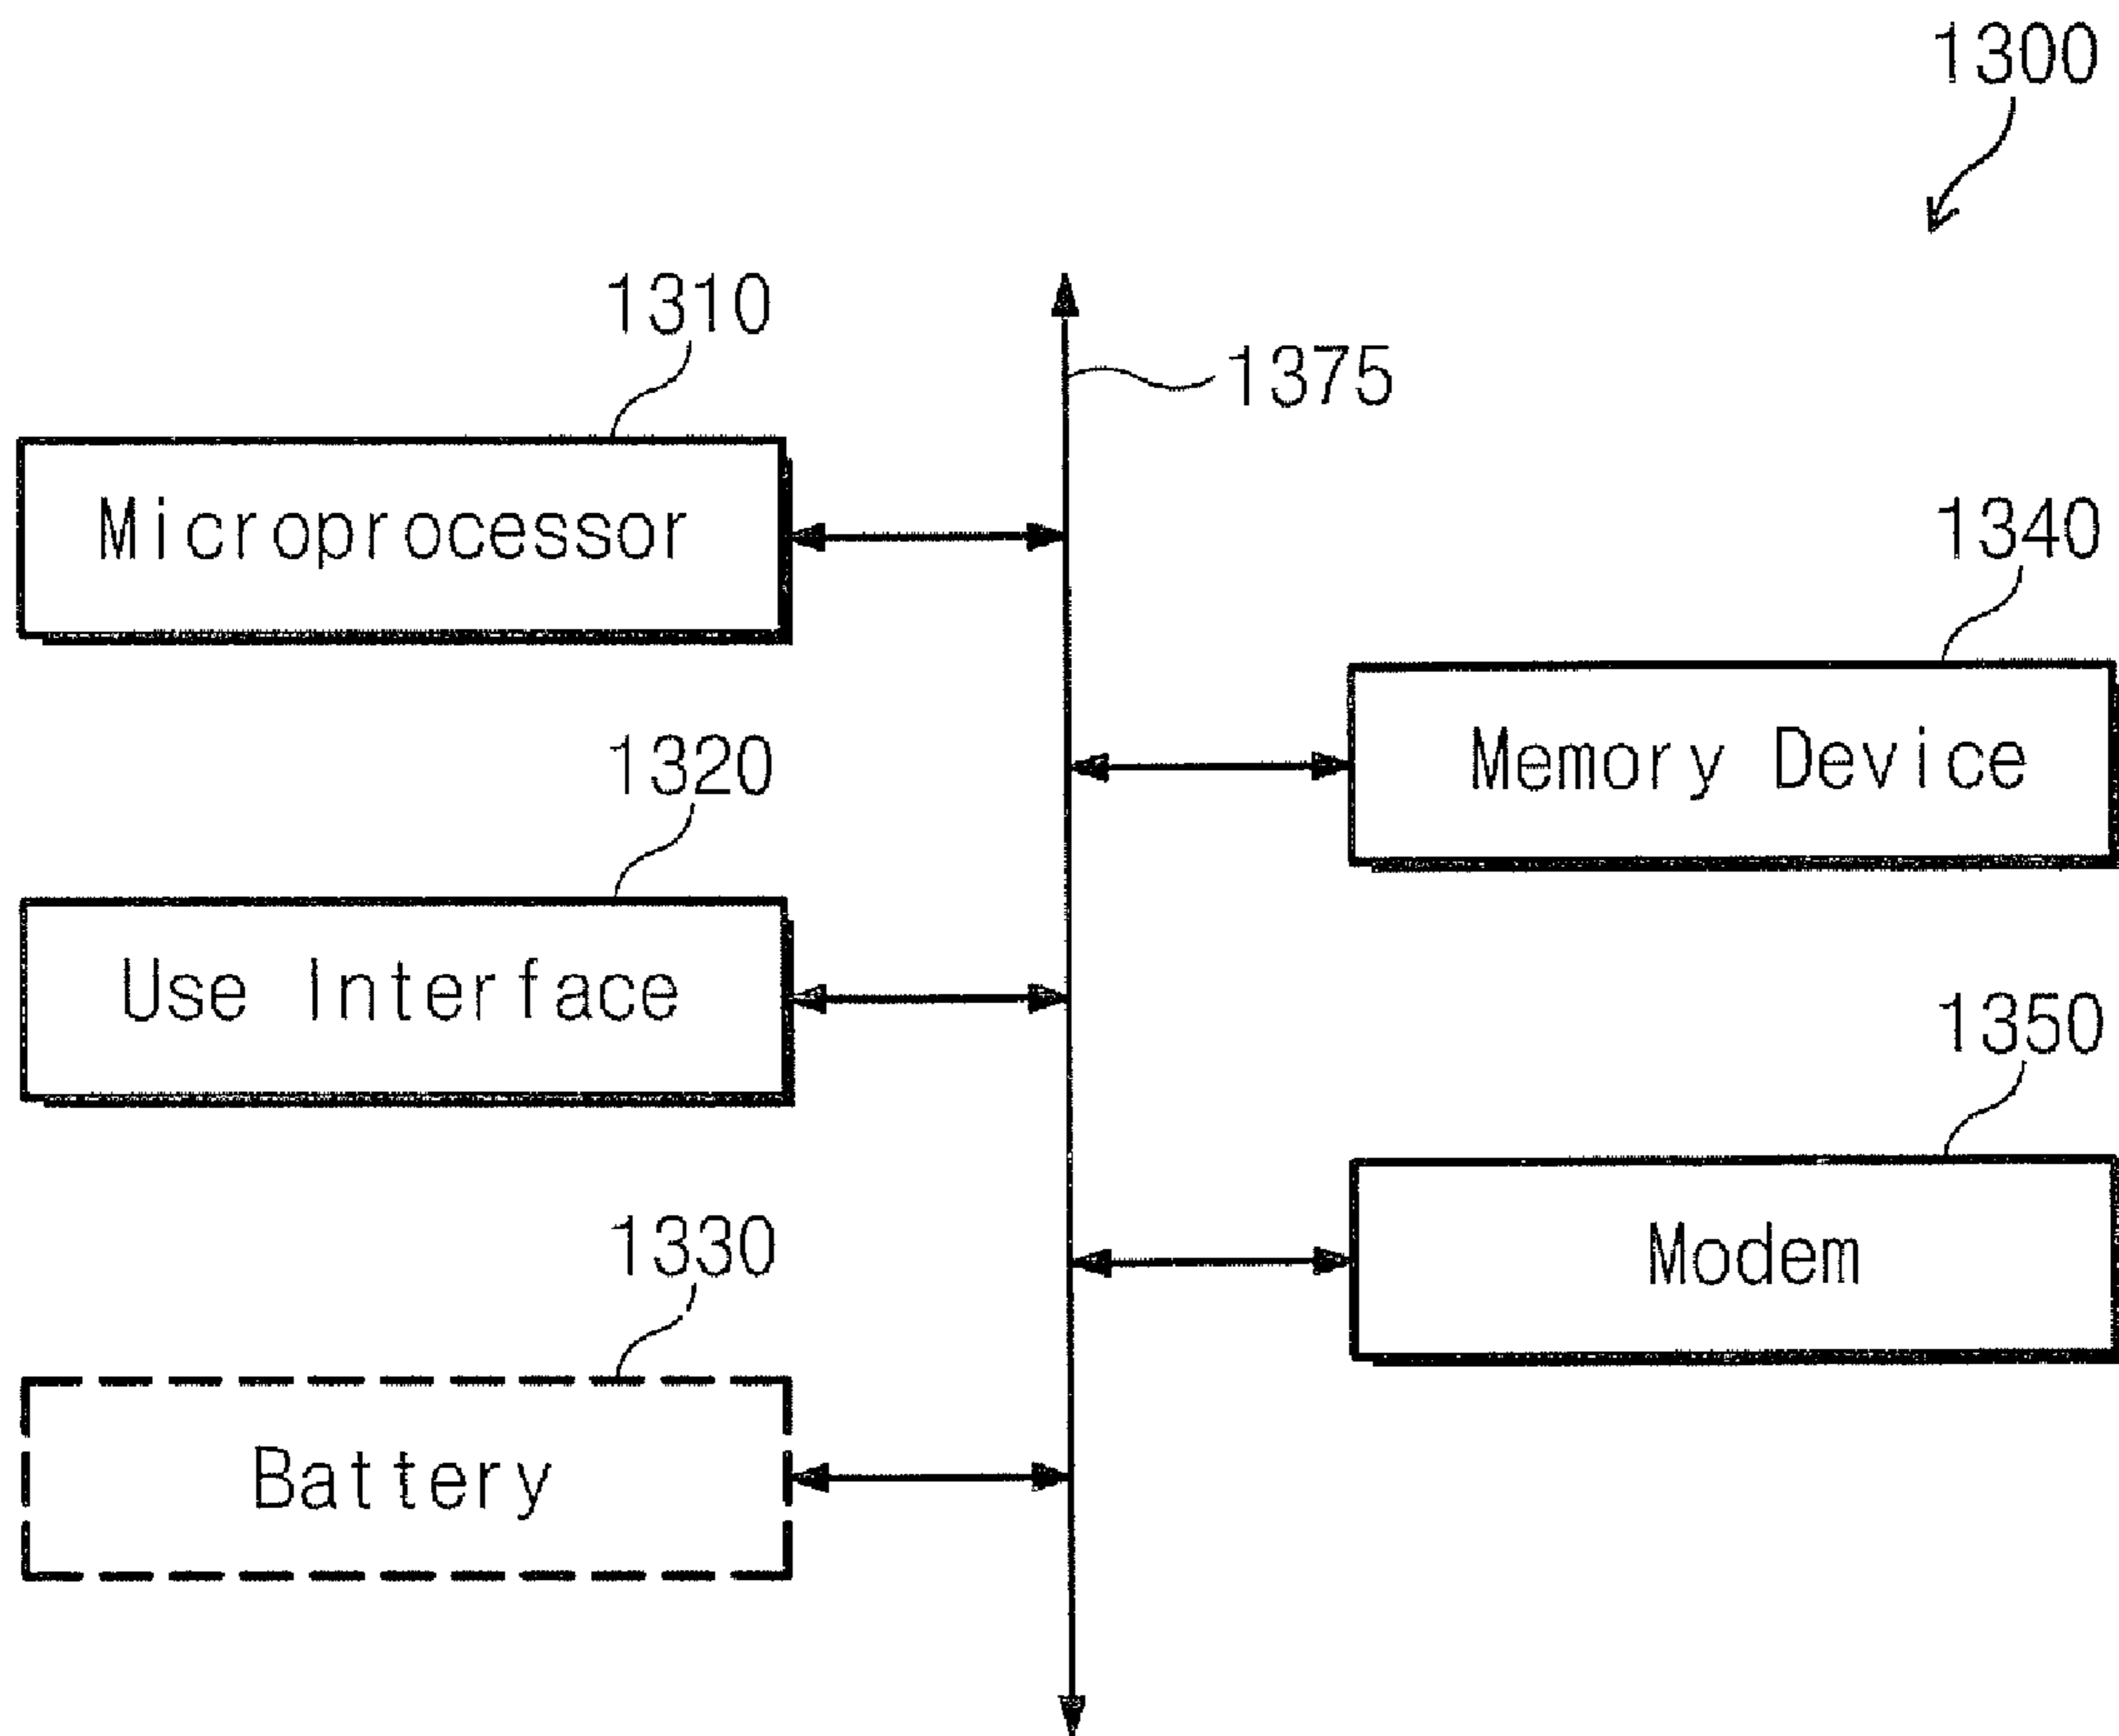 1300
1310
1375
Microprocessor
1340
Memory Device
1320
Use Interface
1350
Modem
1330
Battery